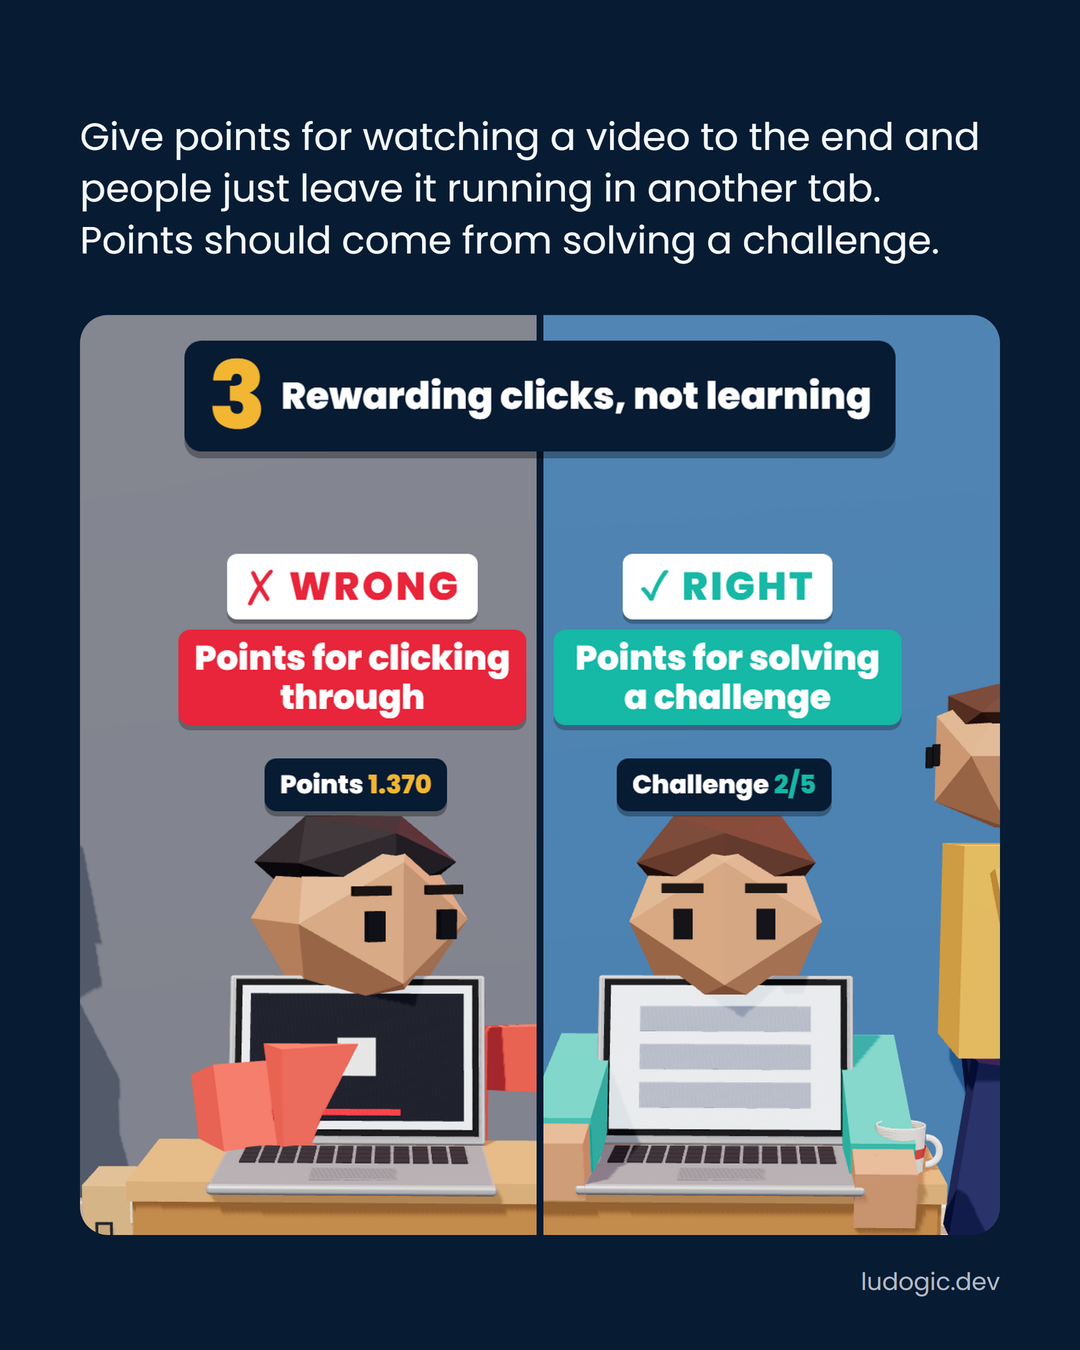 Give points for watching a video to the end and
people just leave it running in another tab.
Points should come from solving a challenge.
3 Rewarding clicks, not learning
✗ WRONG
Points for clicking
through
Points 1.370
✓ RIGHT
Points for solving
a challenge
Challenge 2/5
ludogic.dev